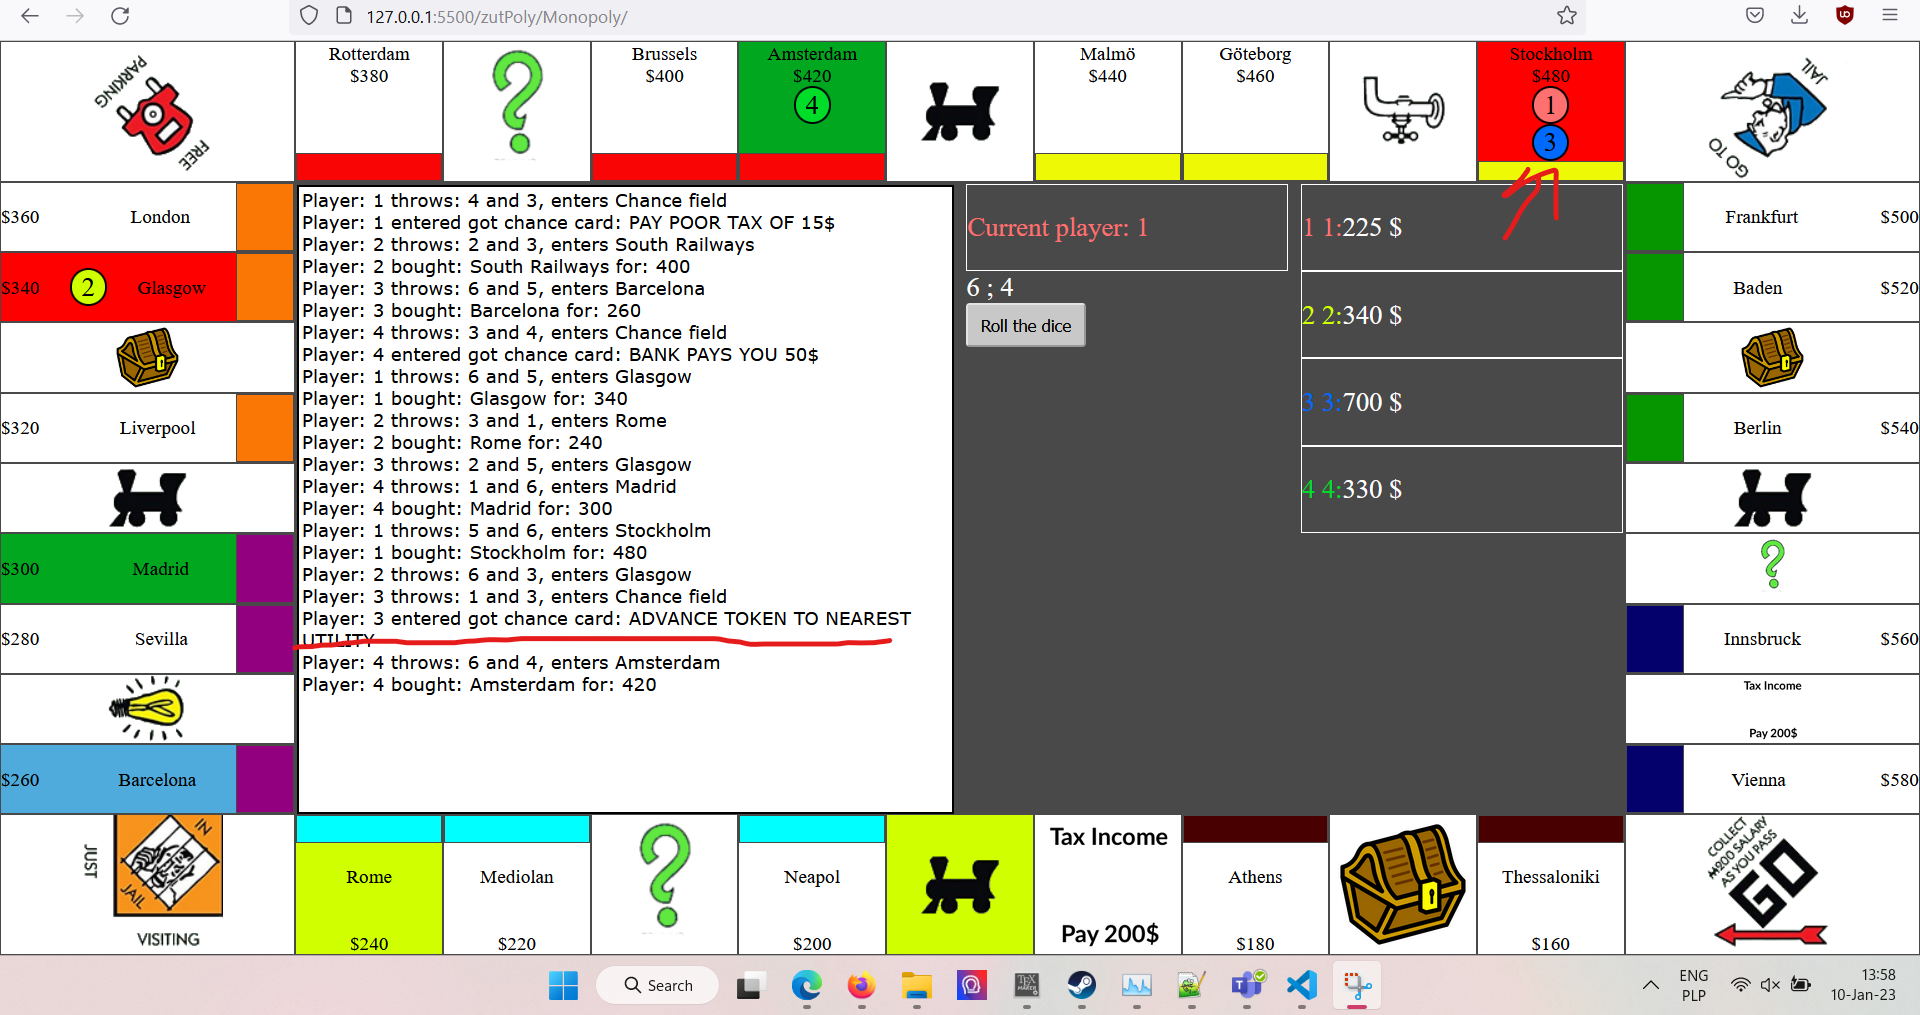 127.0.0.1:5500/zutPoly/Monopoly/
PARKING
FREE
Rotterdam
$380
Brussels
$400
Amsterdam
$420
4
Malmö
$440
Göteborg
$460
Stockholm
$480
1
3
JAIL
GO TO
$360 London
$340 2 Glasgow
$320 Liverpool
$300 Madrid
$280 Sevilla
$260 Barcelona
Player: 1 throws: 4 and 3, enters Chance field
Player: 1 entered got chance card: PAY POOR TAX OF 15$
Player: 2 throws: 2 and 3, enters South Railways
Player: 2 bought: South Railways for: 400
Player: 3 throws: 6 and 5, enters Barcelona
Player: 3 bought: Barcelona for: 260
Player: 4 throws: 3 and 4, enters Chance field
Player: 4 entered got chance card: BANK PAYS YOU 50$
Player: 1 throws: 6 and 5, enters Glasgow
Player: 1 bought: Glasgow for: 340
Player: 2 throws: 3 and 1, enters Rome
Player: 2 bought: Rome for: 240
Player: 3 throws: 2 and 5, enters Glasgow
Player: 4 throws: 1 and 6, enters Madrid
Player: 4 bought: Madrid for: 300
Player: 1 throws: 5 and 6, enters Stockholm
Player: 1 bought: Stockholm for: 480
Player: 2 throws: 6 and 3, enters Glasgow
Player: 3 throws: 1 and 3, enters Chance field
Player: 3 entered got chance card: ADVANCE TOKEN TO NEAREST
UTILITY
Player: 4 throws: 6 and 4, enters Amsterdam
Player: 4 bought: Amsterdam for: 420
Current player: 1
6 ; 4
Roll the dice
1 1:225 $
2 2:340 $
3 3:700 $
4 4:330 $
Frankfurt $500
Baden $520
Berlin $540
Innsbruck $560
Tax Income
Pay 200$
Vienna $580
JUST
IN
JAIL
VISITING
Rome
$240
Mediolan
$220
Neapol
$200
Tax Income
Pay 200$
Athens
$180
Thessaloniki
$160
COLLECT
200 SALARY
AS YOU PASS
GO
Search
ENG
PLP
13:58
10-Jan-23